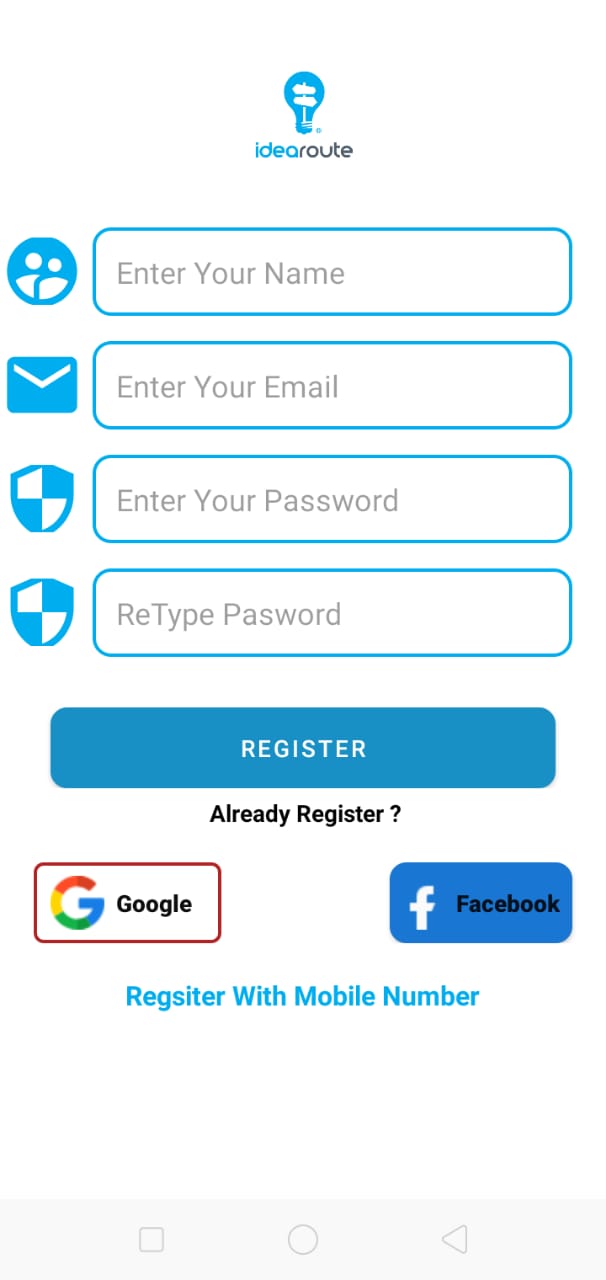 idearoute
Enter Your Name
Enter Your Email
Enter Your Password
ReType Pasword
REGISTER
Already Register ?
Google
Facebook
Regsiter With Mobile Number